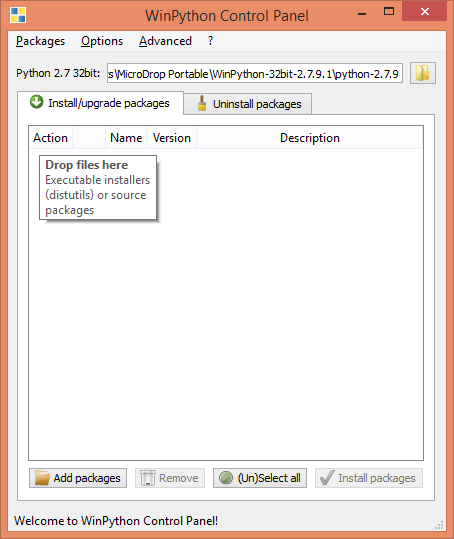 WinPython Control Panel
Packages Options Advanced ?
Python 2.7 32bit: s\MicroDrop Portable\WinPython-32bit-2.7.9.1\python-2.7.9
Install/upgrade packages Uninstall packages
Action Name Version Description
Drop files here
Executable installers
(distutils) or source
packages
Add packages Remove (Un)Select all Install packages
Welcome to WinPython Control Panel!